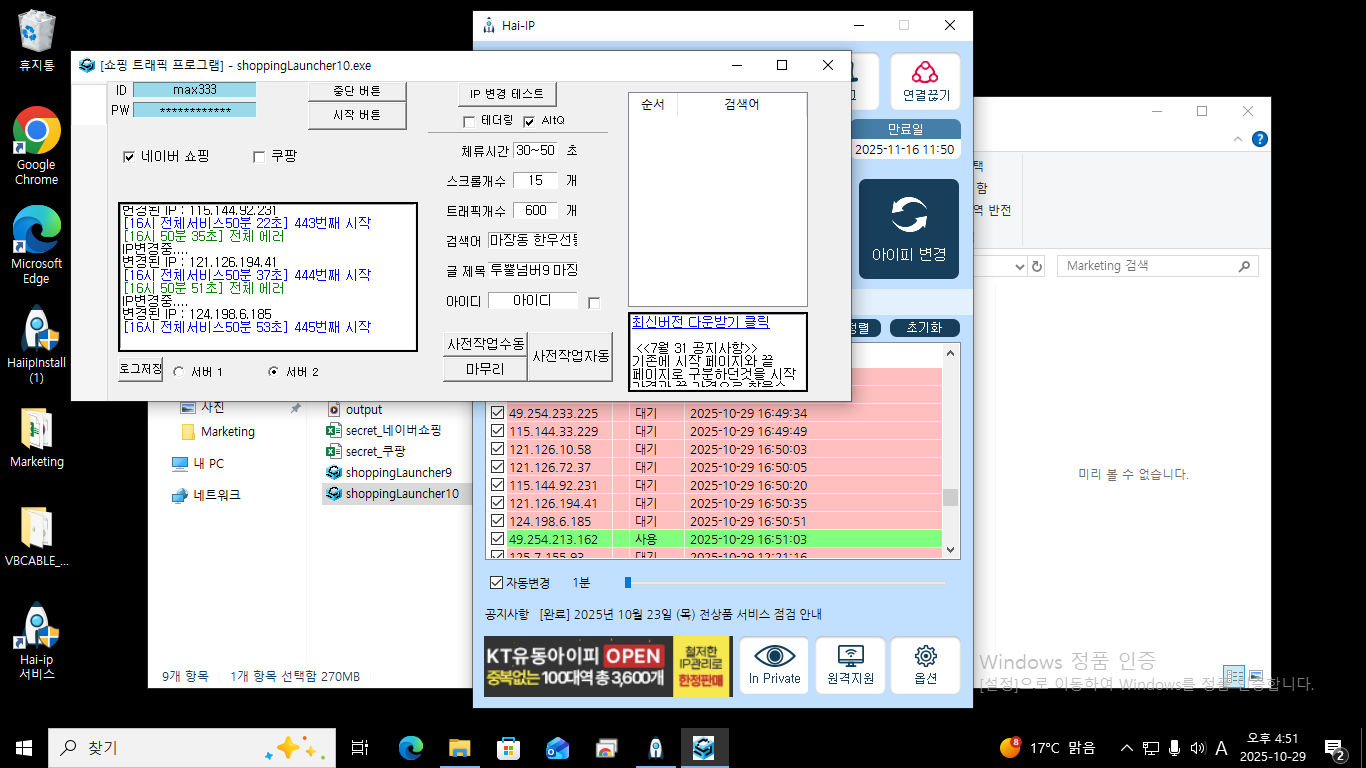 휴지통
Google
Chrome
Microsoft
Edge
HaiipInstall
(1)
Marketing
VBCABLE_...
Hai-ip
서비스
Hai-IP
연결끊기
만료일
2025-11-16 11:50
아이피 변경
초기화
[쇼핑 트래픽 프로그램] - shoppingLauncher10.exe
ID
max333
PW
************
중단 버튼
시작 버튼
네이버 쇼핑
쿠팡
변경된 IP : 115.144.92.231
[16시 전체서비스50분 22초] 443번째 시작
[16시 50분 35초] 전체 에러
IP변경중....
변경된 IP : 121.126.194.41
[16시 전체서비스50분 37초] 444번째 시작
[16시 50분 51초] 전체 에러
IP변경중....
변경된 IP : 124.198.6.185
[16시 전체서비스50분 53초] 445번째 시작
로그저장
서버 1
서버 2
IP 변경 테스트
테더링
AltQ
체류시간 30~50 초
스크롤개수 15 개
트래픽개수 600 개
검색어 마장동 한우선물
글 제목 투뿔넘버9 마장
아이디 아이디
사전작업수동
마무리
사전작업자동
순서 검색어
최신버전 다운받기 클릭
<<7월 31 공지사항>>
기존에 시작 페이지와 끝
페이지로 구분하던것을 시작
49.254.233.225 대기 2025-10-29 16:49:34
115.144.33.229 대기 2025-10-29 16:49:49
121.126.10.58 대기 2025-10-29 16:50:03
121.126.72.37 대기 2025-10-29 16:50:05
115.144.92.231 대기 2025-10-29 16:50:20
121.126.194.41 대기 2025-10-29 16:50:35
124.198.6.185 대기 2025-10-29 16:50:51
49.254.213.162 사용 2025-10-29 16:51:03
125.7.155.93 대기 2025-10-29 12:21:16
자동변경 1분
공지사항 [완료] 2025년 10월 23일 (목) 전상품 서비스 점검 안내
KT유동아이피 OPEN
중복없는 100대역 총 3,600개
철저한
IP관리로
한정판매
In Private
원격지원
옵션
사진
Marketing
내 PC
네트워크
output
secret_네이버쇼핑
secret_쿠팡
shoppingLauncher9
shoppingLauncher10
9개 항목 1개 항목 선택함 270MB
택
함
역 반전
Marketing 검색
미리 볼 수 없습니다.
Windows 정품 인증
[설정]으로 이동하여 Windows를 정품 인증합니다.
찾기
8
17°C 맑음
A
오후 4:51
2025-10-29
2